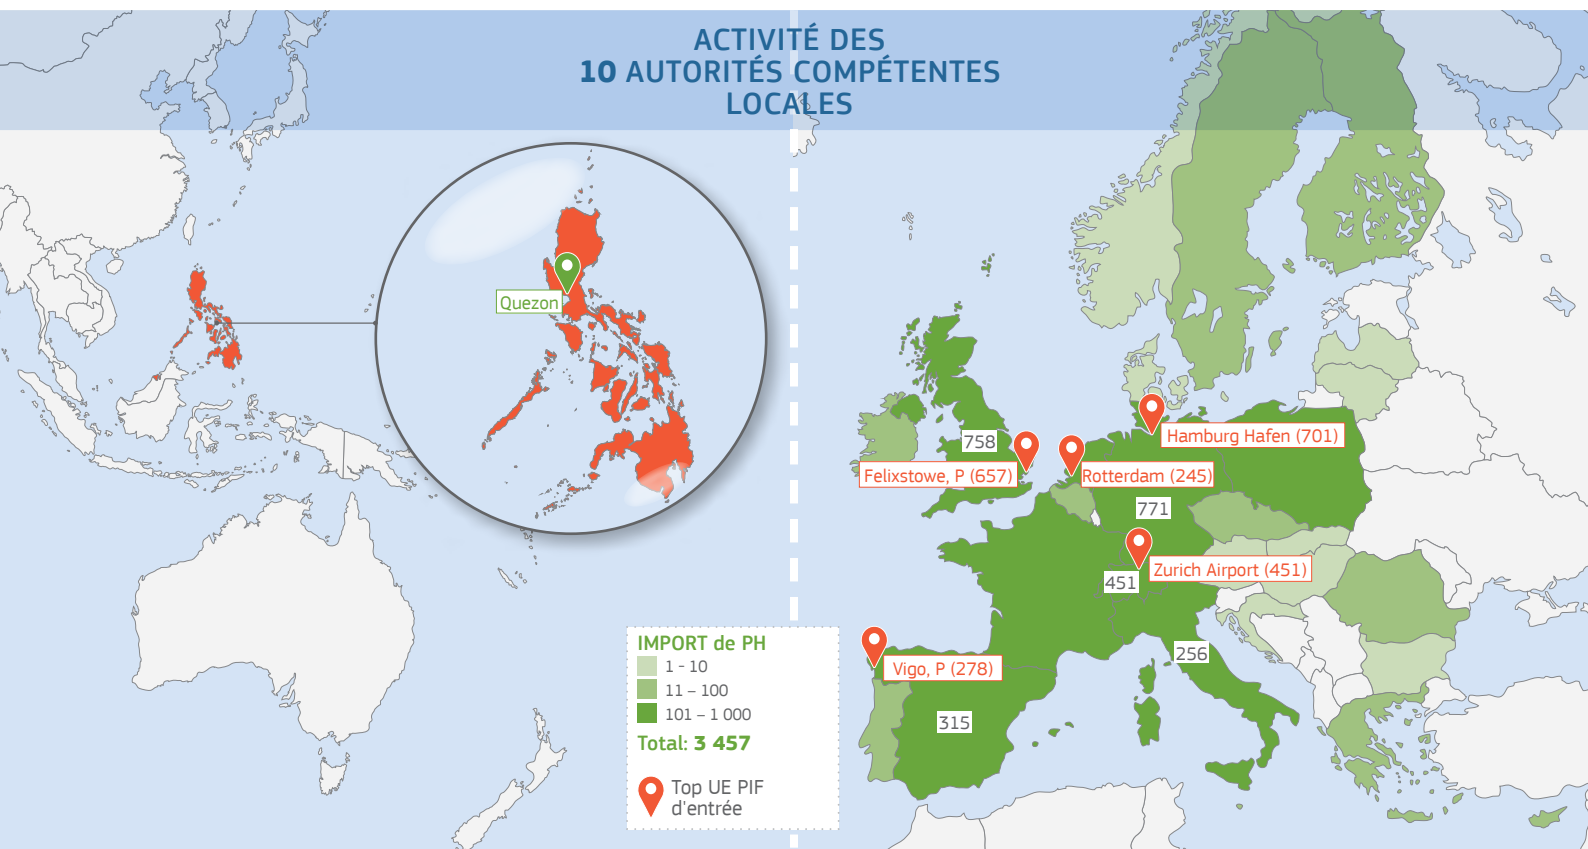 ACTIVITÉ DES
10 AUTORITÉS COMPÉTENTES
LOCALES
Quezon
758
Hamburg Hafen (701)
Felixstowe, P (657)
Rotterdam (245)
771
Zurich Airport (451)
451
256
Vigo, P (278)
315
IMPORT de PH
1 - 10
11 – 100
101 – 1 000
Total: 3 457
Top UE PIF
d'entrée